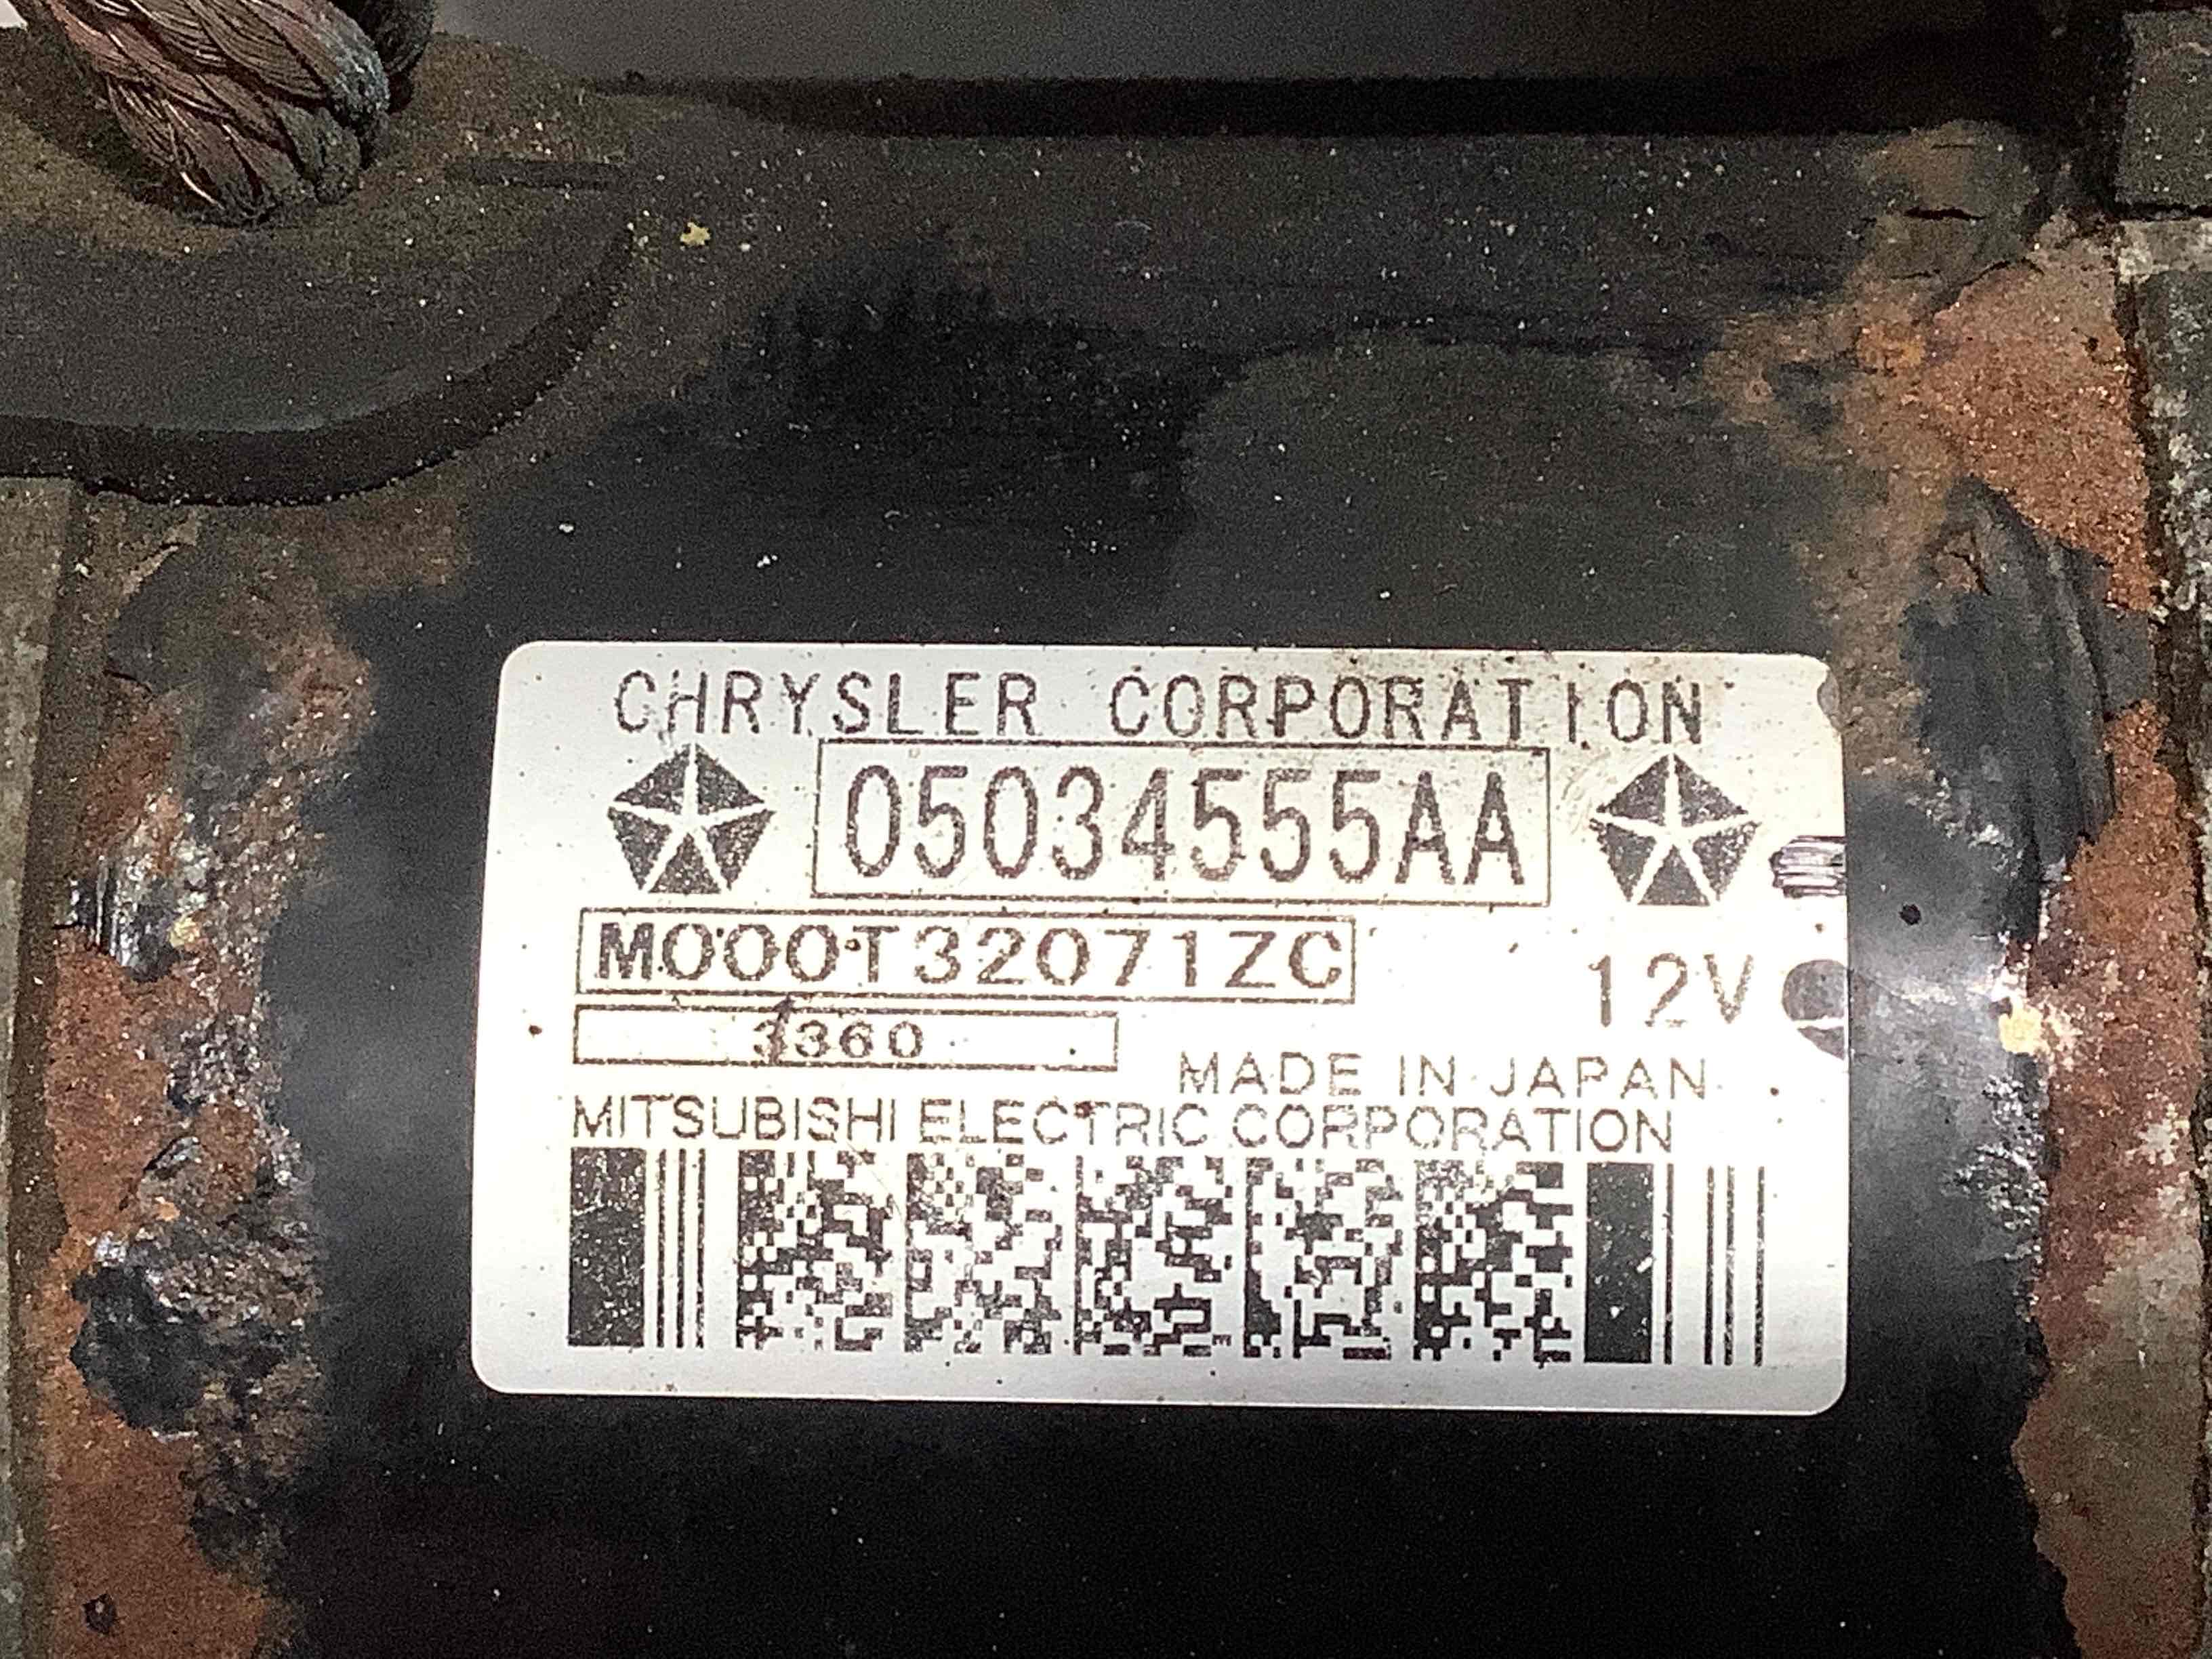 CHRYSLER CORPORATION
05034555AA
M000T32071ZC
12V
3360
MADE IN JAPAN
MITSUBISHI ELECTRIC CORPORATION